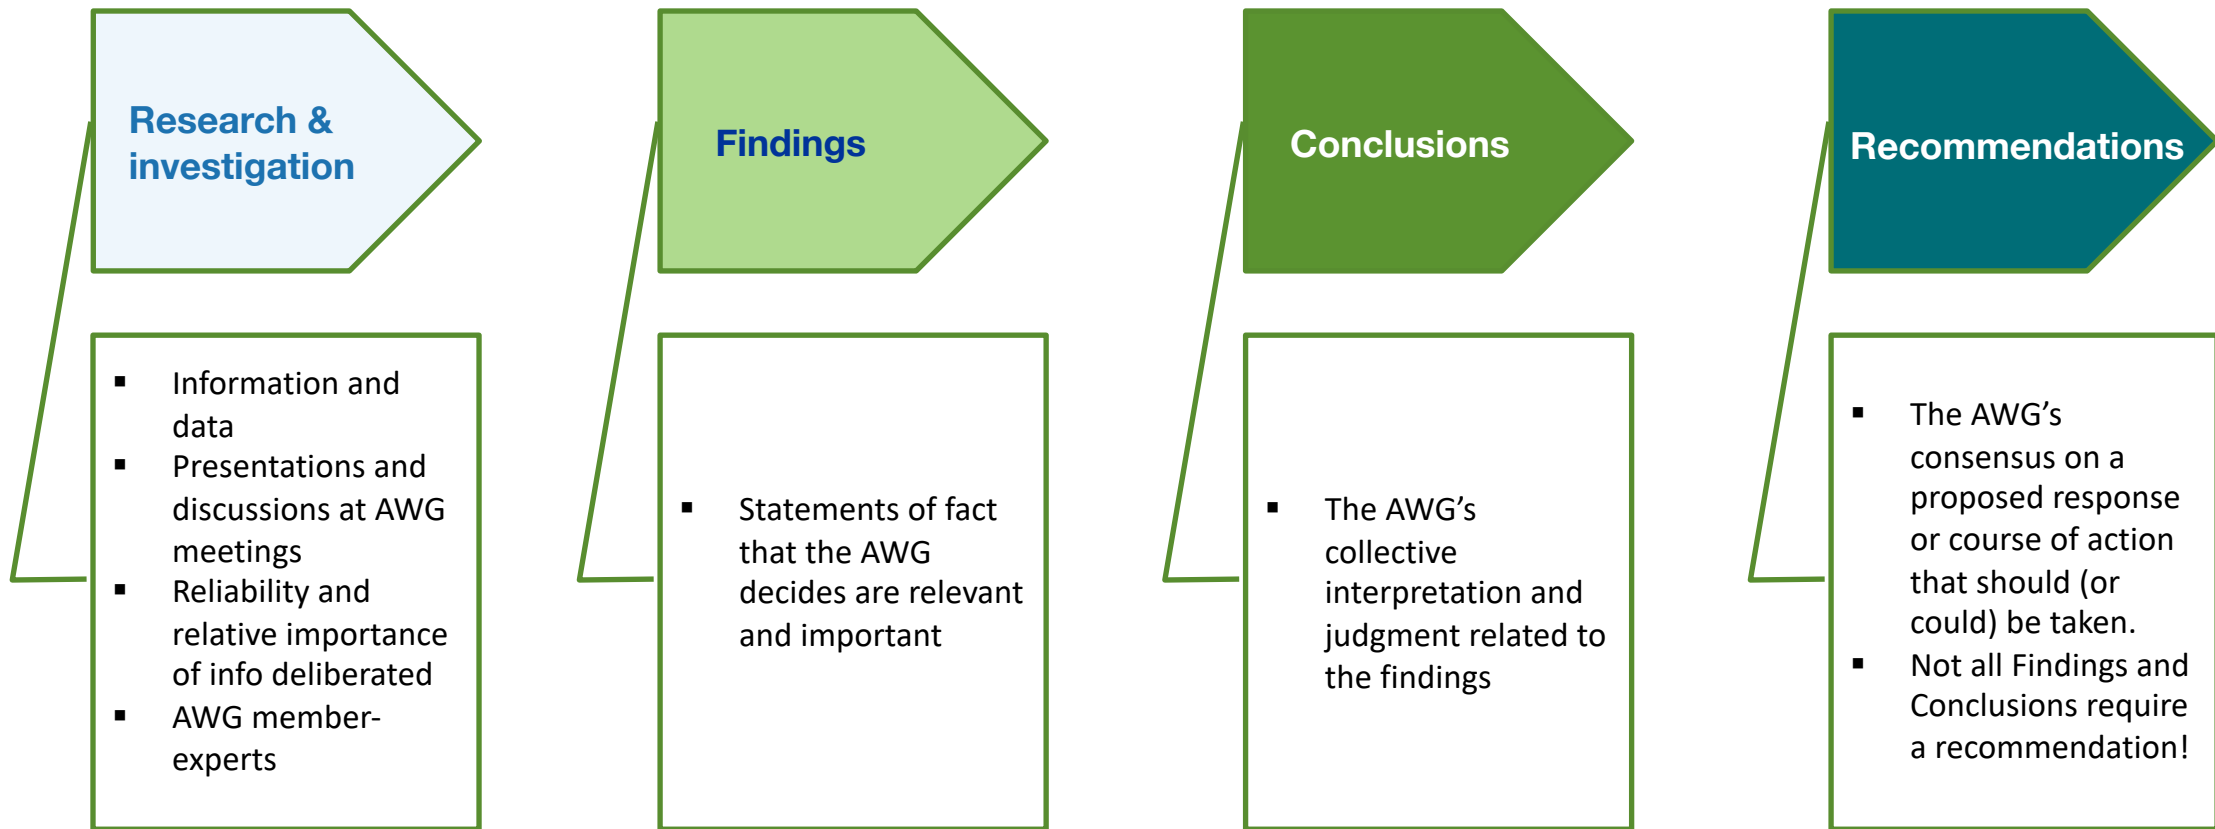 Research &
investigation
▪ Information and
data
▪ Presentations and
discussions at AWG
meetings
▪ Reliability and
relative importance
of info deliberated
▪ AWG member-
experts
Findings
▪ Statements of fact
that the AWG
decides are relevant
and important
Conclusions
▪ The AWG’s
collective
interpretation and
judgment related to
the findings
Recommendations
▪ The AWG’s
consensus on a
proposed response
or course of action
that should (or
could) be taken.
▪ Not all Findings and
Conclusions require
a recommendation!